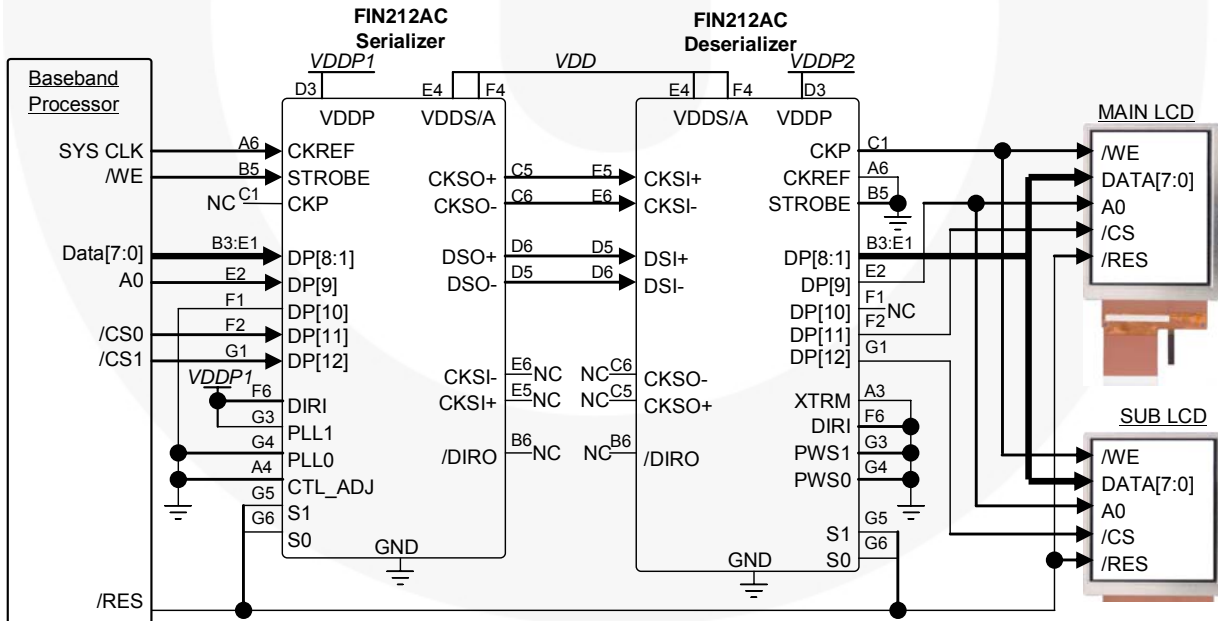 FIN212AC
Serializer
FIN212AC
Deserializer
VDDP1
VDD
VDDP2
D3
E4
F4
E4
F4
D3
Baseband
Processor
SYS CLK
/WE
NC
Data[7:0]
A0
/CS0
/CS1
VDDP1
/RES
A6
B5
C1
B3:E1
E2
F1
F2
G1
F6
G3
G4
A4
G5
G6
VDDP
VDDS/A
CKREF
STROBE
CKP
DP[8:1]
DP[9]
DP[10]
DP[11]
DP[12]
DIRI
PLL1
PLL0
CTL_ADJ
S1
S0
GND
CKSO+
CKSO-
DSO+
DSO-
CKSI-
CKSI+
/DIRO
C5
C6
D6
D5
E6
NC
E5
NC
B6
NC
E5
E6
D5
D6
NC
C6
NC
C5
NC
B6
VDDS/A
VDDP
CKSI+
CKSI-
DSI+
DSI-
CKSO-
CKSO+
/DIRO
GND
CKP
CKREF
STROBE
DP[8:1]
DP[9]
DP[10]
DP[11]
DP[12]
XTRM
DIRI
PWS1
PWS0
S1
S0
C1
A6
B5
B3:E1
E2
F1
NC
F2
G1
A3
F6
G3
G4
G5
G6
MAIN LCD
/WE
DATA[7:0]
A0
/CS
/RES
SUB LCD
/WE
DATA[7:0]
A0
/CS
/RES